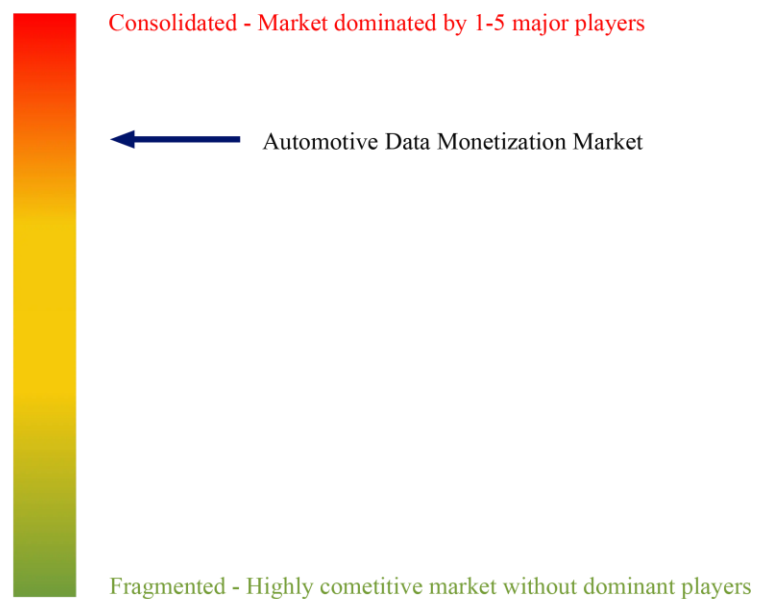 Consolidated - Market dominated by 1-5 major players
Automotive Data Monetization Market
Fragmented - Highly cometitive market without dominant players